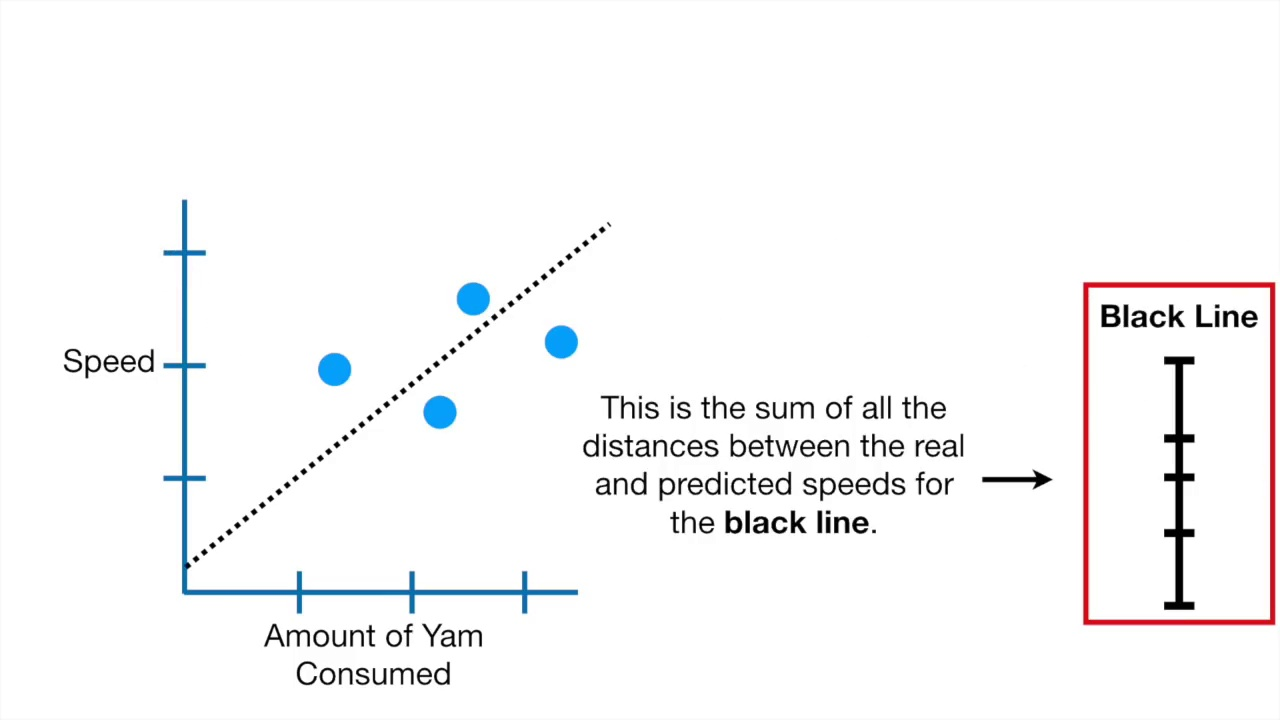 Speed
Amount of Yam
Consumed
This is the sum of all the
distances between the real
and predicted speeds for
the black line.
Black Line